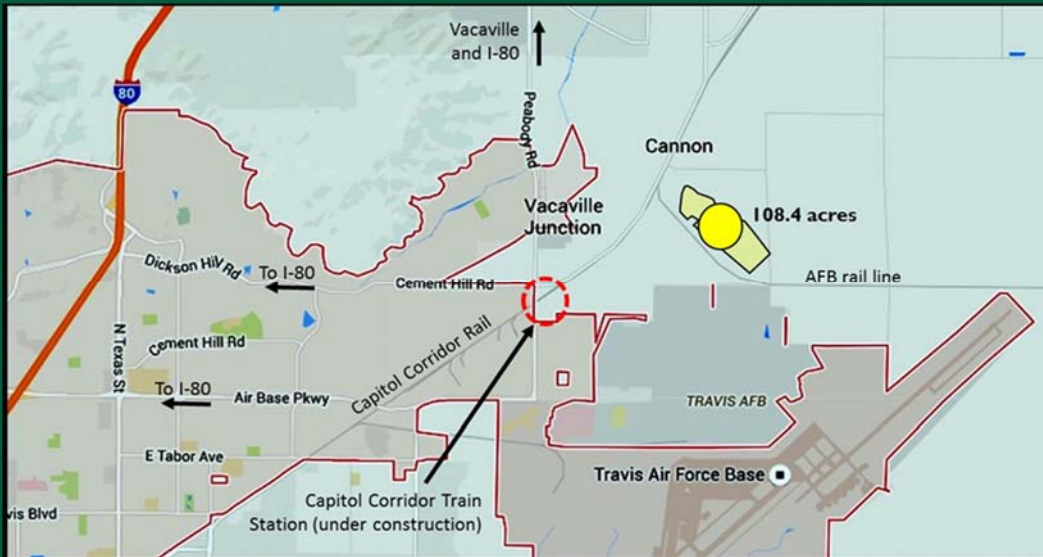 Vacaville
and I-80
80
Peabody Rd
Cannon
Vacaville
Junction
108.4 acres
Dickson Hill Rd
To I-80
Cement Hill Rd
AFB rail line
N Texas St
Cement Hill Rd
Capitol Corridor Rail
To I-80
Air Base Pkwy
TRAVIS AFB
E Tabor Ave
Travis Air Force Base
Capitol Corridor Train
Station (under construction)
vis Blvd